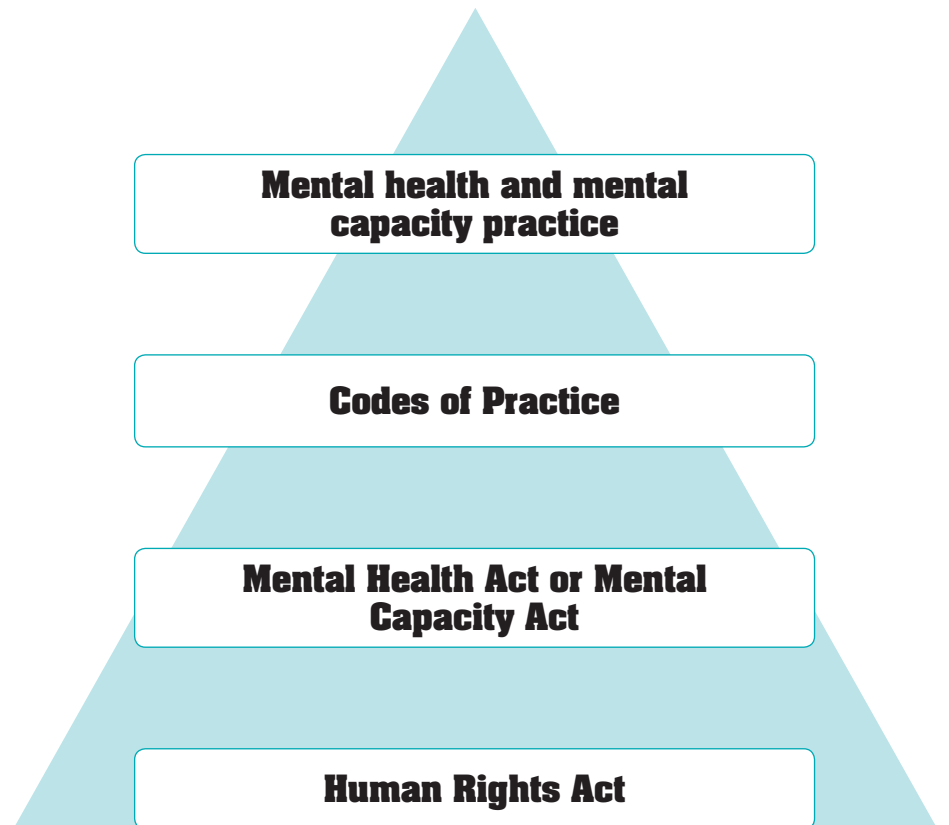 Mental health and mental
capacity practice
Codes of Practice
Mental Health Act or Mental
Capacity Act
Human Rights Act